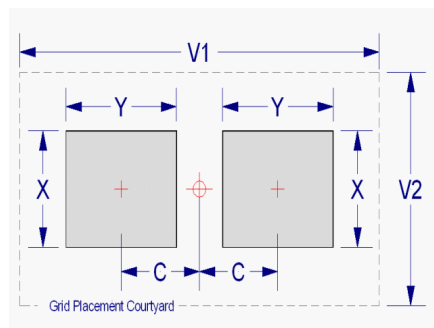 V1
Y Y
X X V2
C C
Grid Placement Courtyard